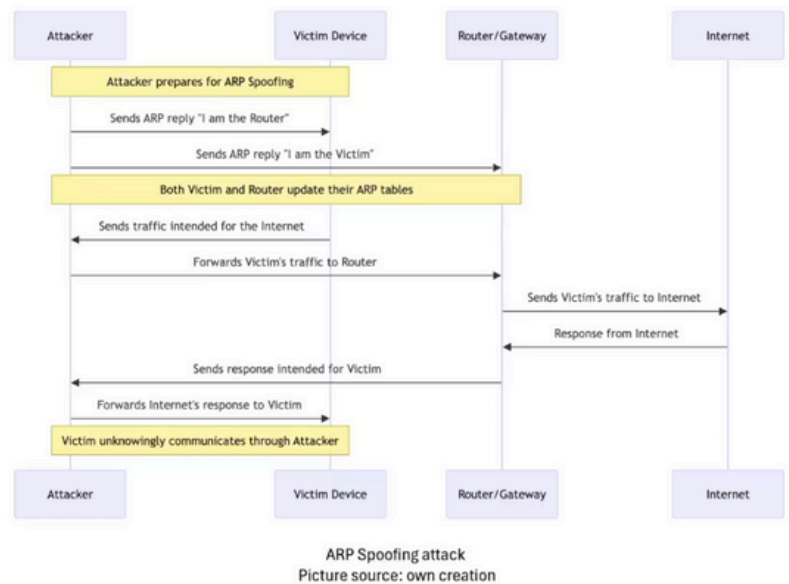 Attacker
Victim Device
Router/Gateway
Internet
Attacker prepares for ARP Spoofing
Sends ARP reply "I am the Router"
Sends ARP reply "I am the Victim"
Both Victim and Router update their ARP tables
Sends traffic intended for the Internet
Forwards Victim's traffic to Router
Sends Victim's traffic to Internet
Response from Internet
Sends response intended for Victim
Forwards Internet's response to Victim
Victim unknowingly communicates through Attacker
Attacker
Victim Device
Router/Gateway
Internet
ARP Spoofing attack
Picture source: own creation